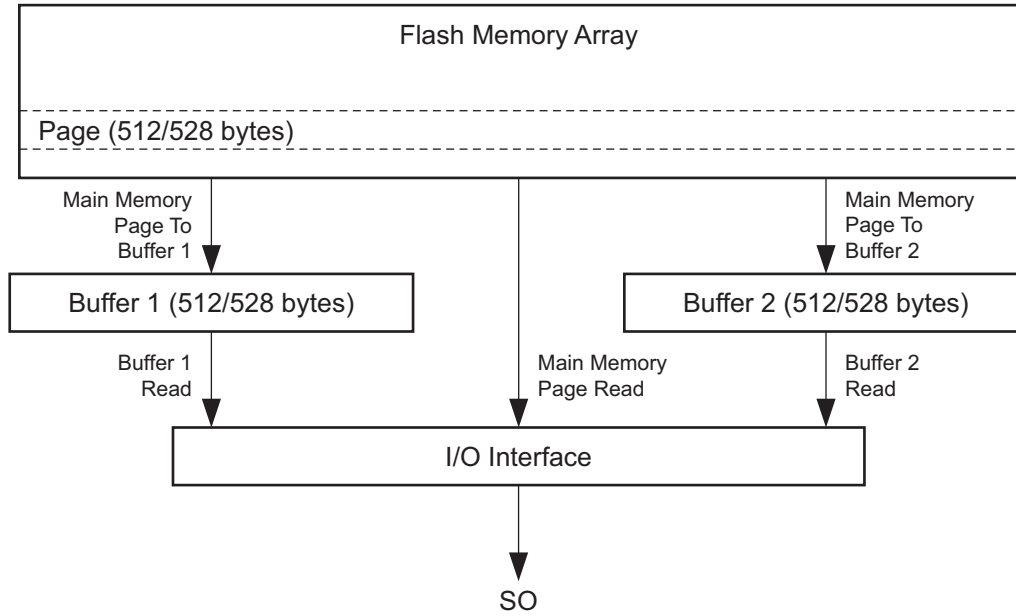 Flash Memory Array
Page (512/528 bytes)
Main Memory
Page To
Buffer 1
Main Memory
Page To
Buffer 2
Buffer 1 (512/528 bytes)
Buffer 2 (512/528 bytes)
Buffer 1
Read
Main Memory
Page Read
Buffer 2
Read
I/O Interface
SO